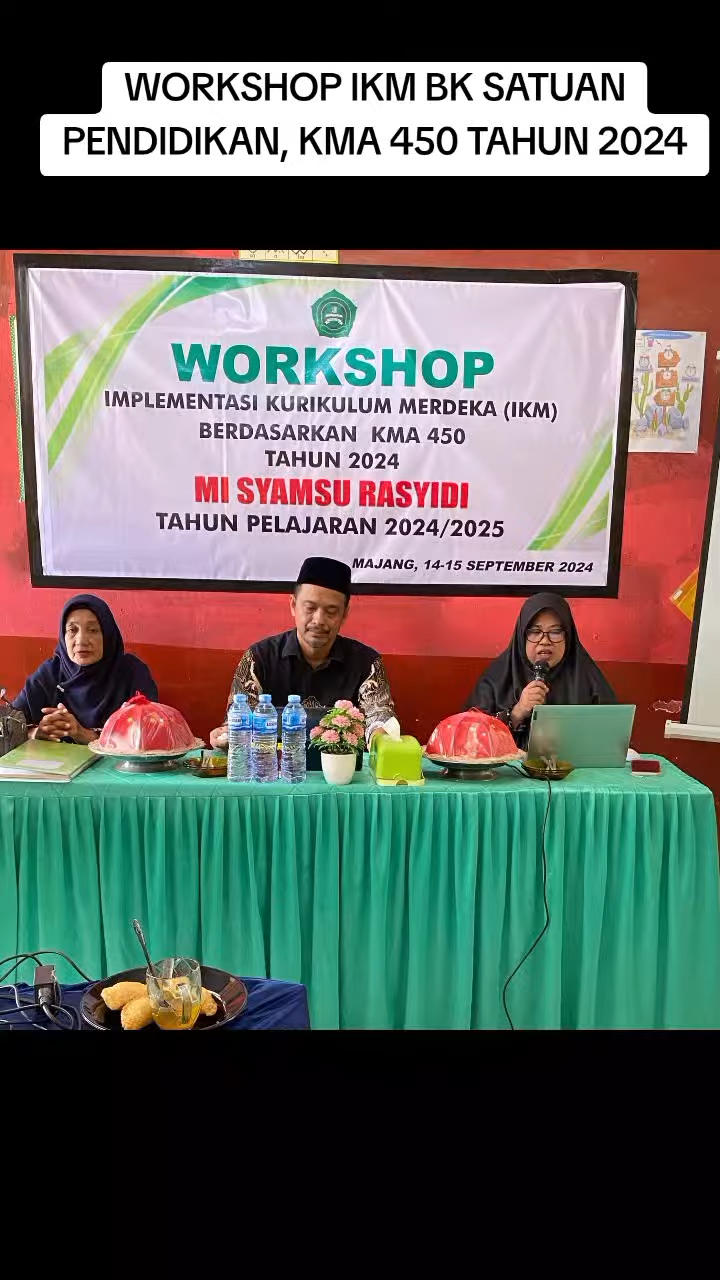 WORKSHOP IKM BK SATUAN
PENDIDIKAN, KMA 450 TAHUN 2024
WORKSHOP
IMPLEMENTASI KURIKULUM MERDEKA (IKM)
BERDASARKAN KMA 450
TAHUN 2024
MI SYAMSU RASYIDI
TAHUN PELAJARAN 2024/2025
MAJANG, 14-15 SEPTEMBER 2024